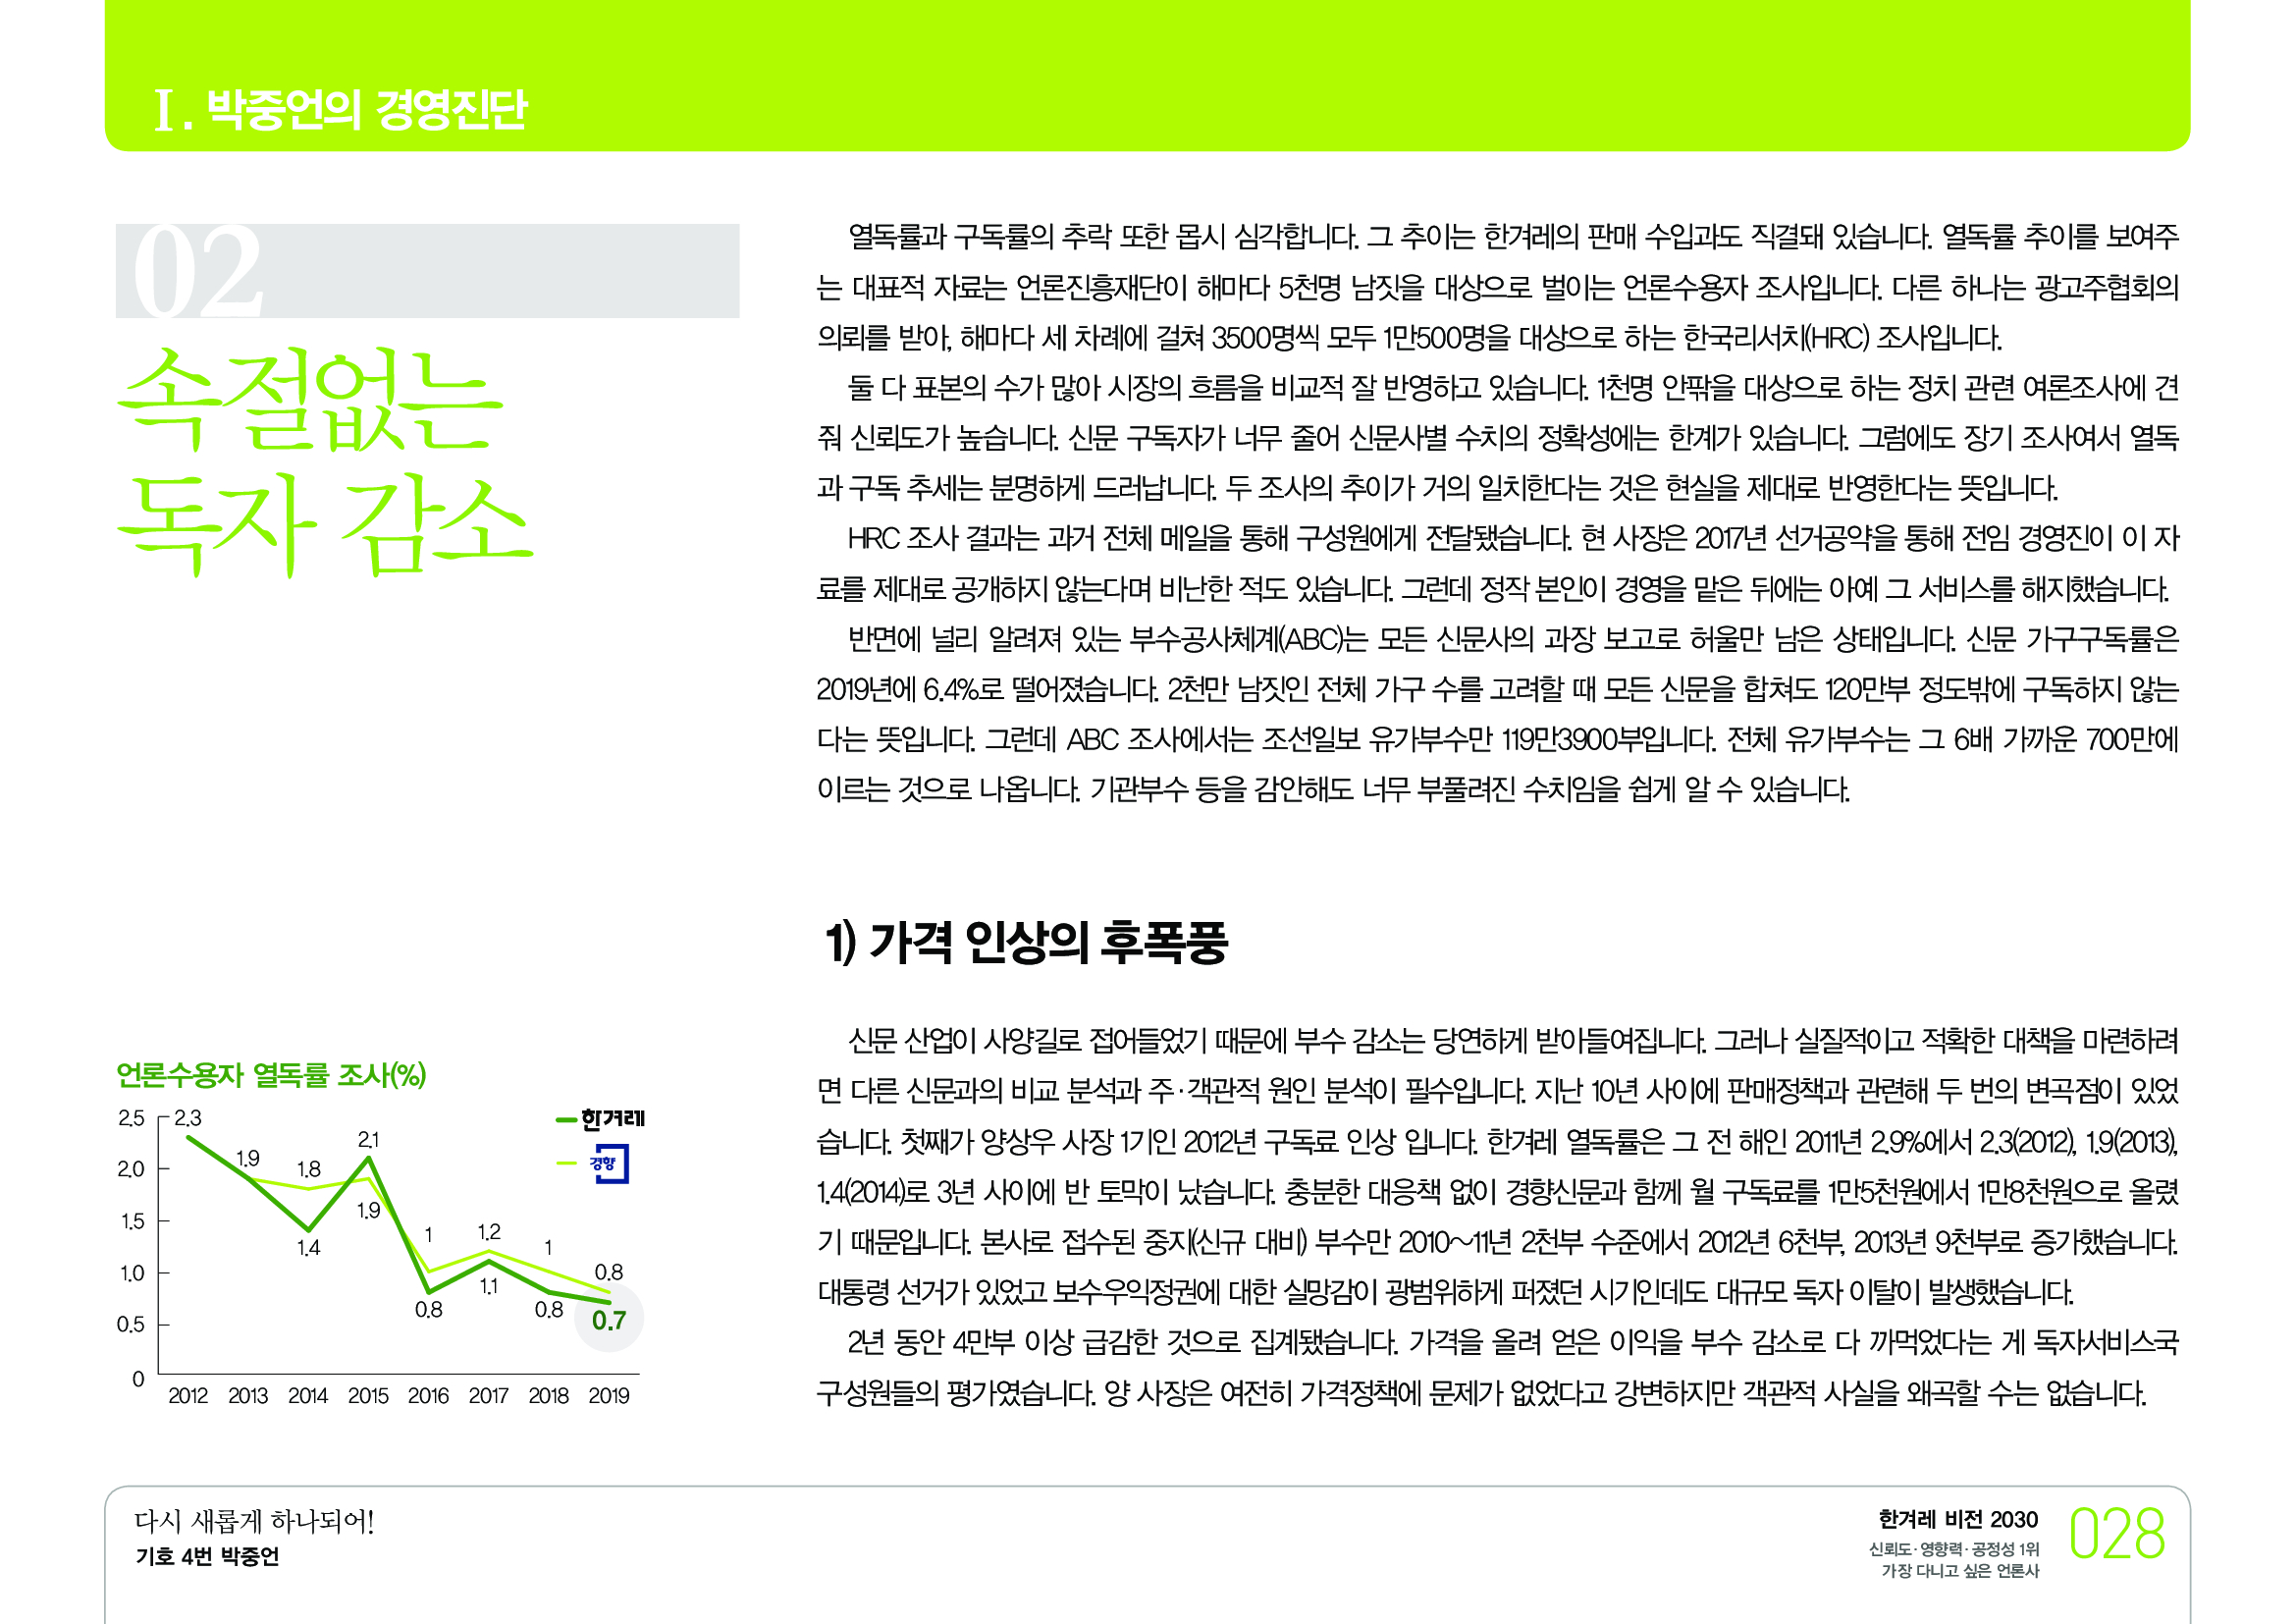 I. 박중언의 경영진단
02
속절없는
독자 감소
열독률과 구독률의 추락 또한 몹시 심각합니다. 그 추이는 한겨레의 판매 수입과도 직결돼 있습니다. 열독률 추이를 보여주
는 대표적 자료는 언론진흥재단이 해마다 5천명 남짓을 대상으로 벌이는 언론수용자 조사입니다. 다른 하나는 광고주협회의
의뢰를 받아, 해마다 세 차례에 걸쳐 3500명씩 모두 1만500명을 대상으로 하는 한국리서치(HRC) 조사입니다.
둘 다 표본의 수가 많아 시장의 흐름을 비교적 잘 반영하고 있습니다. 1천명 안팎을 대상으로 하는 정치 관련 여론조사에 견
줘 신뢰도가 높습니다. 신문 구독자가 너무 줄어 신문사별 수치의 정확성에는 한계가 있습니다. 그럼에도 장기 조사여서 열독
과 구독 추세는 분명하게 드러납니다. 두 조사의 추이가 거의 일치한다는 것은 현실을 제대로 반영한다는 뜻입니다.
HRC 조사 결과는 과거 전체 메일을 통해 구성원에게 전달됐습니다. 현 사장은 2017년 선거공약을 통해 전임 경영진이 이 자
료를 제대로 공개하지 않는다며 비난한 적도 있습니다. 그런데 정작 본인이 경영을 맡은 뒤에는 아예 그 서비스를 해지했습니다.
반면에 널리 알려져 있는 부수공사체계(ABC)는 모든 신문사의 과장 보고로 허울만 남은 상태입니다. 신문 가구구독률은
2019년에 6.4%로 떨어졌습니다. 2천만 남짓인 전체 가구 수를 고려할 때 모든 신문을 합쳐도 120만부 정도밖에 구독하지 않는
다는 뜻입니다. 그런데 ABC 조사에서는 조선일보 유가부수만 119만3900부입니다. 전체 유가부수는 그 6배 가까운 700만에
이르는 것으로 나옵니다. 기관부수 등을 감안해도 너무 부풀려진 수치임을 쉽게 알 수 있습니다.
1) 가격 인상의 후폭풍
신문 산업이 사양길로 접어들었기 때문에 부수 감소는 당연하게 받아들여집니다. 그러나 실질적이고 적확한 대책을 마련하려
면 다른 신문과의 비교 분석과 주·객관적 원인 분석이 필수입니다. 지난 10년 사이에 판매정책과 관련해 두 번의 변곡점이 있었
습니다. 첫째가 양상우 사장 1기인 2012년 구독료 인상 입니다. 한겨레 열독률은 그 전 해인 2011년 2.9%에서 2.3(2012), 1.9(2013),
1.4(2014)로 3년 사이에 반 토막이 났습니다. 충분한 대응책 없이 경향신문과 함께 월 구독료를 1만5천원에서 1만8천원으로 올렸
기 때문입니다. 본사로 접수된 중지(신규 대비) 부수만 2010~11년 2천부 수준에서 2012년 6천부, 2013년 9천부로 증가했습니다.
대통령 선거가 있었고 보수우익정권에 대한 실망감이 광범위하게 퍼졌던 시기인데도 대규모 독자 이탈이 발생했습니다.
2년 동안 4만부 이상 급감한 것으로 집계됐습니다. 가격을 올려 얻은 이익을 부수 감소로 다 까먹었다는 게 독자서비스국
구성원들의 평가였습니다. 양 사장은 여전히 가격정책에 문제가 없었다고 강변하지만 객관적 사실을 왜곡할 수는 없습니다.
언론수용자 열독률 조사(%)
한겨레
경향
2.5
2.0
1.5
1.0
0.5
0
2.3
1.9
1.8
2.1
1.4
1.9
1
1.2
1
0.8
0.8
1.1
0.8
0.7
2012 2013 2014 2015 2016 2017 2018 2019
다시 새롭게 하나되어!
기호 4번 박중언
한겨레 비전 2030
신뢰도·영향력·공정성 1위
가장 다니고 싶은 언론사
028